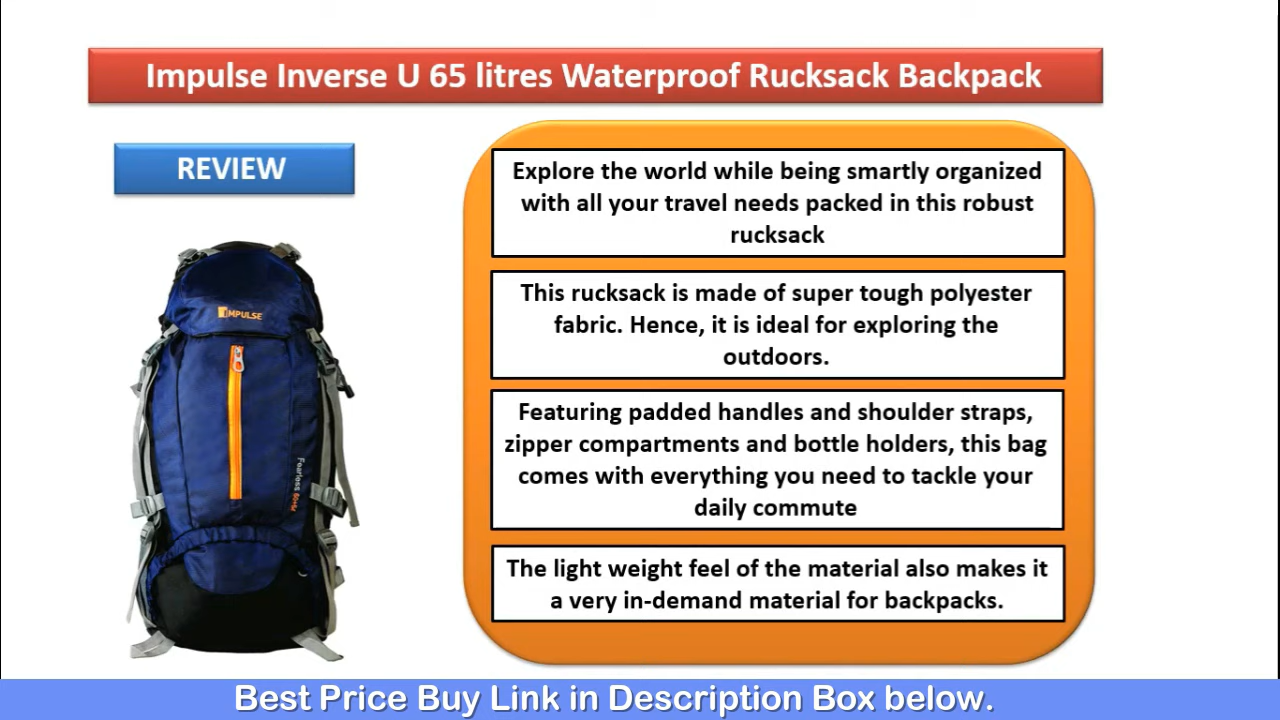 Impulse Inverse U 65 litres Waterproof Rucksack Backpack
REVIEW
IMPULSE
Fearless
Explore the world while being smartly organized
with all your travel needs packed in this robust
rucksack
This rucksack is made of super tough polyester
fabric. Hence, it is ideal for exploring the
outdoors.
Featuring padded handles and shoulder straps,
zipper compartments and bottle holders, this bag
comes with everything you need to tackle your
daily commute
The light weight feel of the material also makes it
a very in-demand material for backpacks.
Best Price Buy Link in Description Box below.